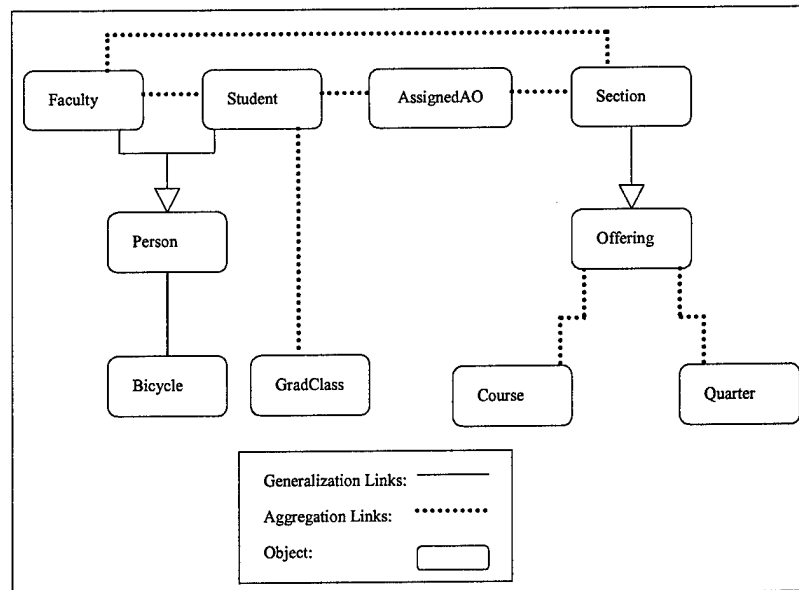 Faculty
Student
AssignedAO
Section
Person
Offering
Bicycle
GradClass
Course
Quarter
Generalization Links:
Aggregation Links:
Object: